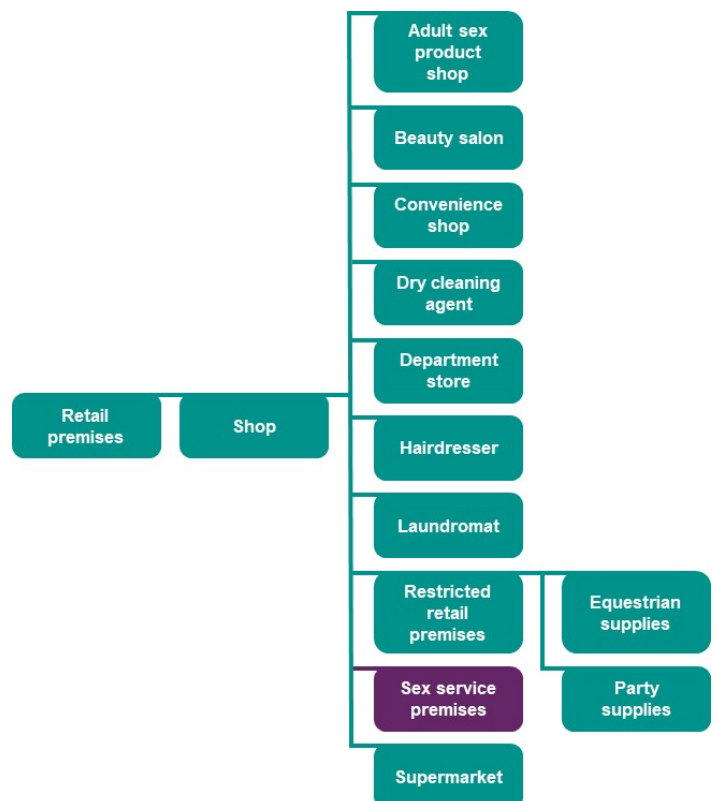 Adult sex
product
shop
Beauty salon
Convenience
shop
Dry cleaning
agent
Department
store
Retail
premises
Shop
Hairdresser
Laundromat
Restricted
retail
premises
Equestrian
supplies
Sex service
premises
Party
supplies
Supermarket